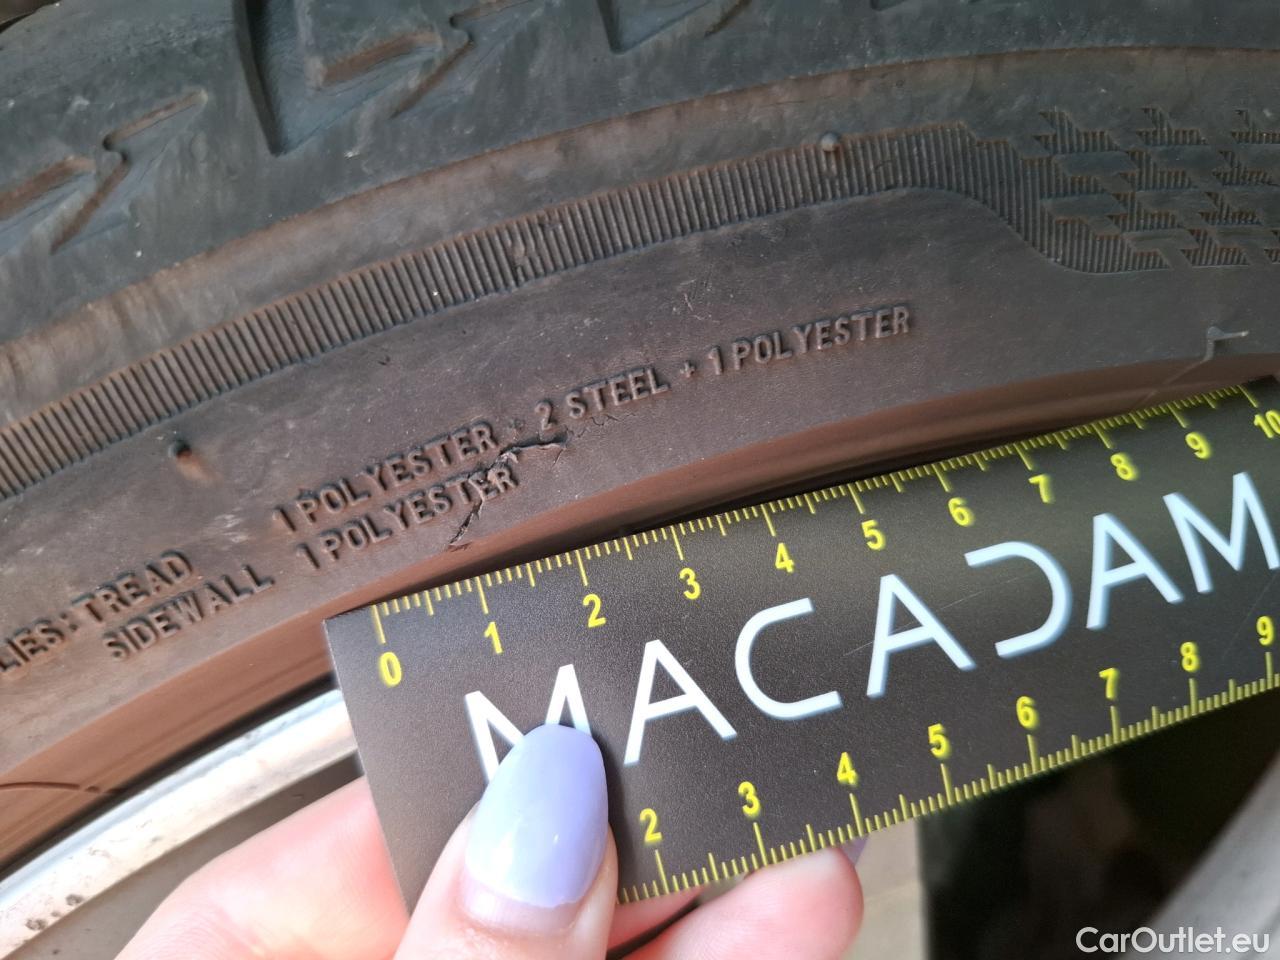 1 POLYESTER + 2 STEEL + 1 POLYESTER
LIES: TREAD
SIDEWALL 1 POLYESTER
0 1 2 3 4 5 6 7 8 9 10
MACADAM
2 3 4 5 6 7 8 9
CarOutlet.eu